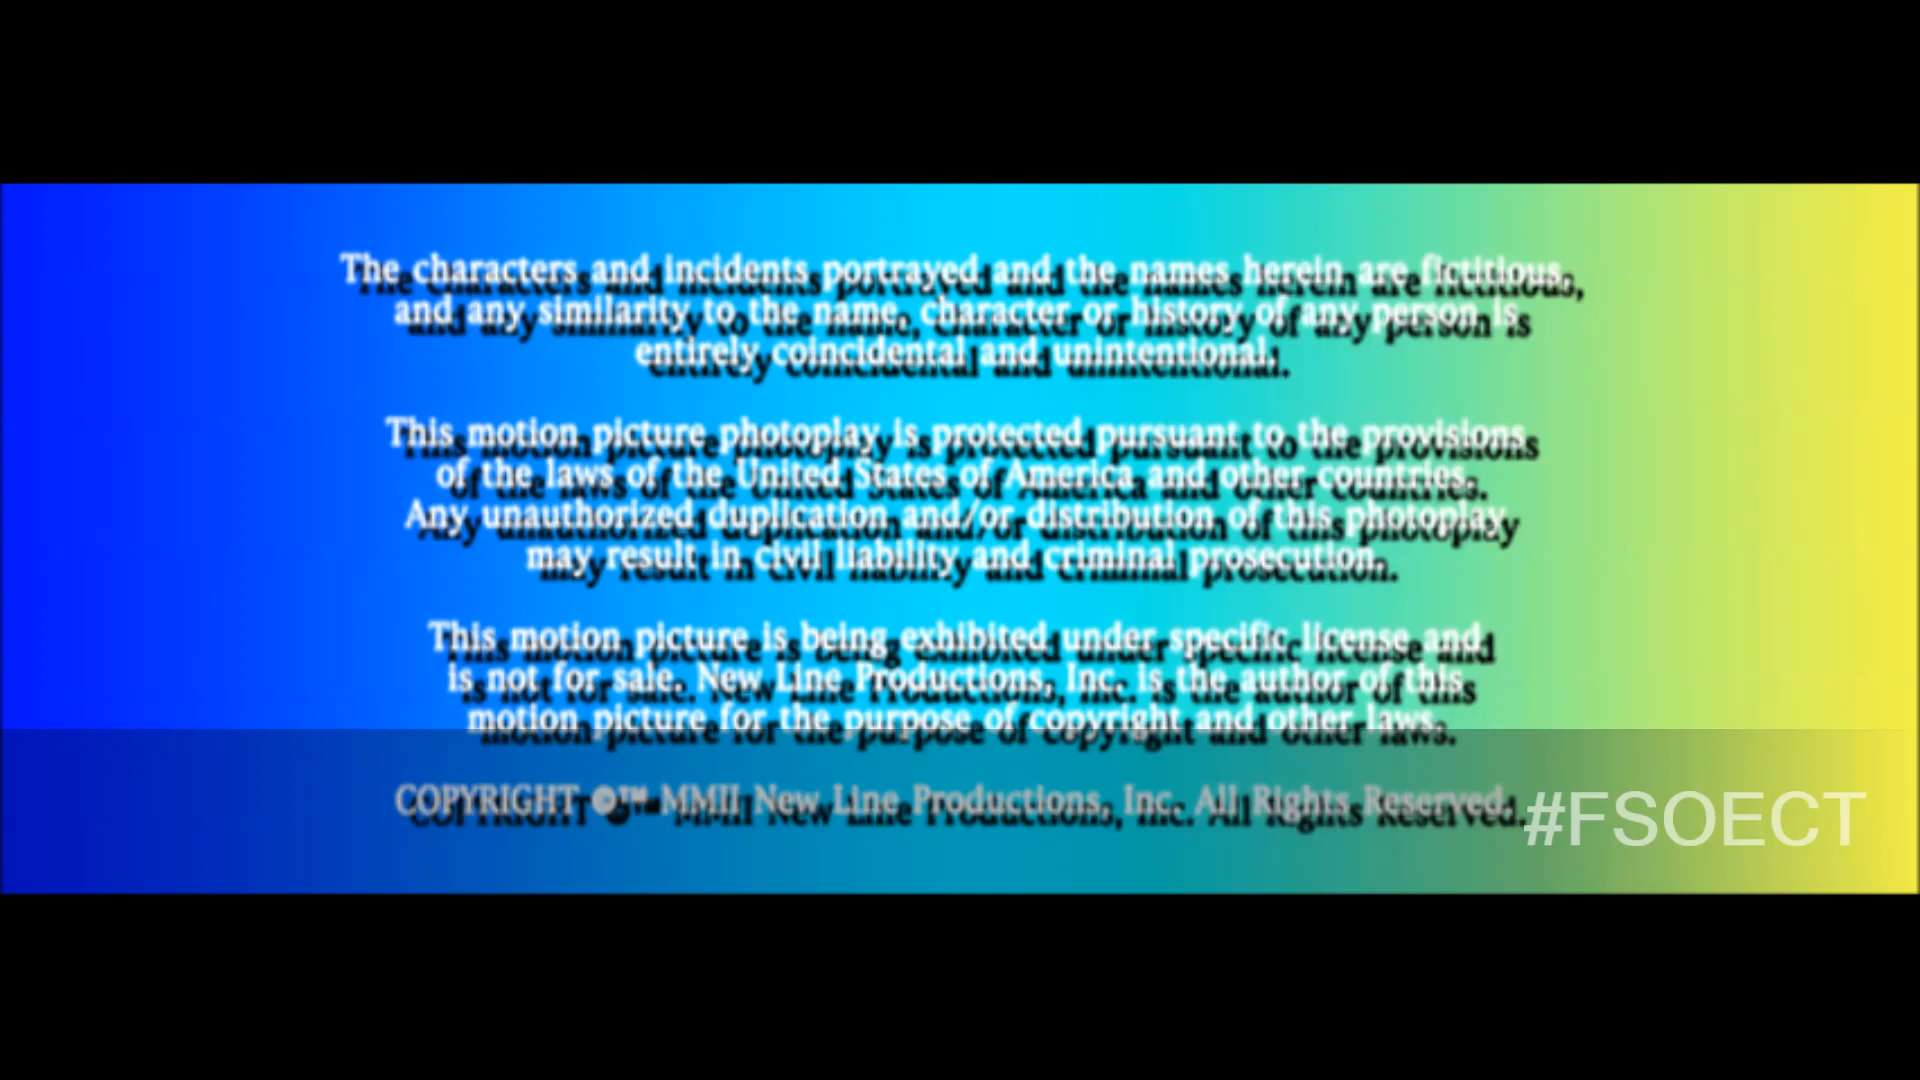 The characters and incidents portrayed and the names herein are fictitious,
and any similarity to the name, character or history of any person is
entirely coincidental and unintentional.
This motion picture photoplay is protected pursuant to the provisions
of the laws of the United States of America and other countries.
Any unauthorized duplication and/or distribution of this photoplay
may result in civil liability and criminal prosecution.
This motion picture is being exhibited under specific license and
is not for sale. New Line Productions, Inc. is the author of this
motion picture for the purpose of copyright and other laws.
COPYRIGHT ©™ MMII New Line Productions, Inc. All Rights Reserved.
#FSOECT